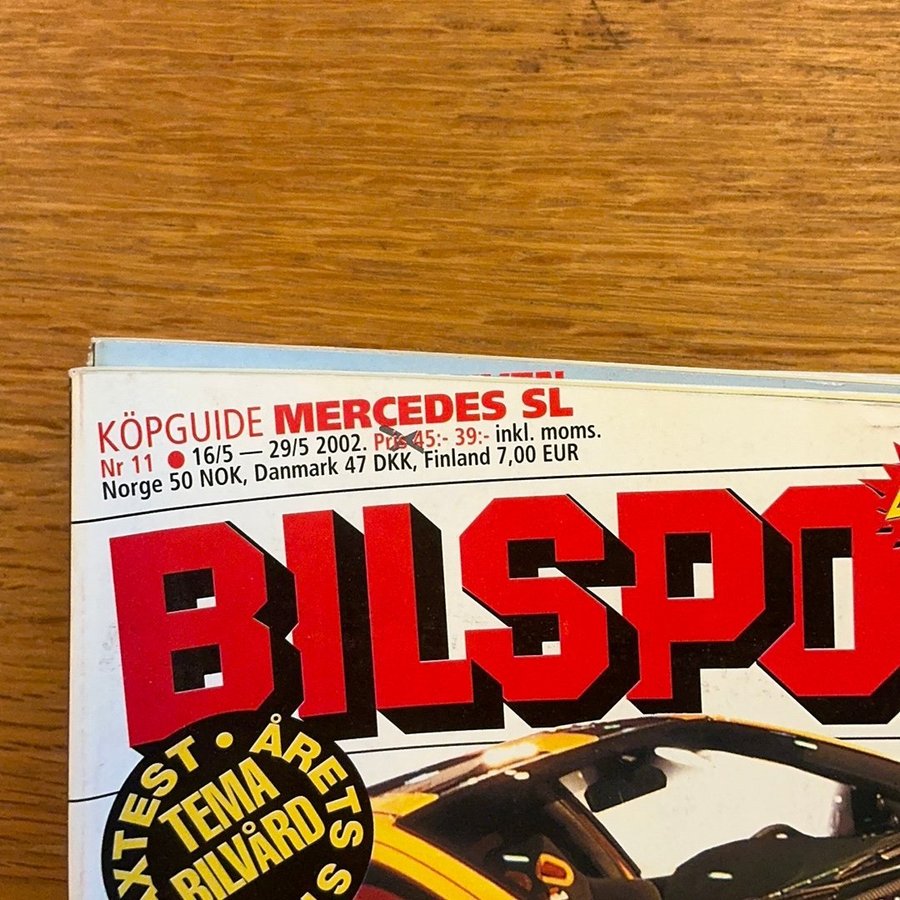 KÖPGUIDE MERCEDES SL
Nr 11 ● 16/5 — 29/5 2002. Pris 45:- 39:- inkl. moms.
Norge 50 NOK, Danmark 47 DKK, Finland 7,00 EUR
BILSPO
ÅRETS
TEMA
BILVÅRD